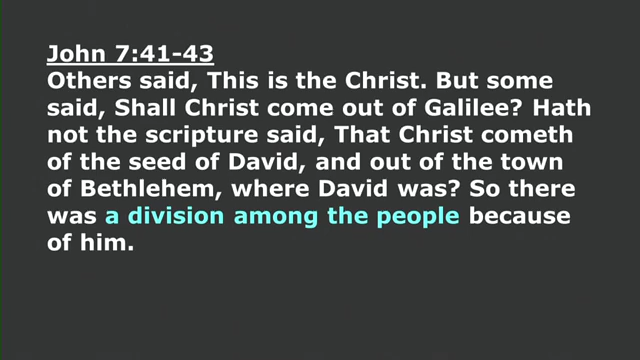 John 7:41-43
Others said, This is the Christ. But some
said, Shall Christ come out of Galilee? Hath
not the scripture said, That Christ cometh
of the seed of David, and out of the town
of Bethlehem, where David was? So there
was a division among the people because
of him.